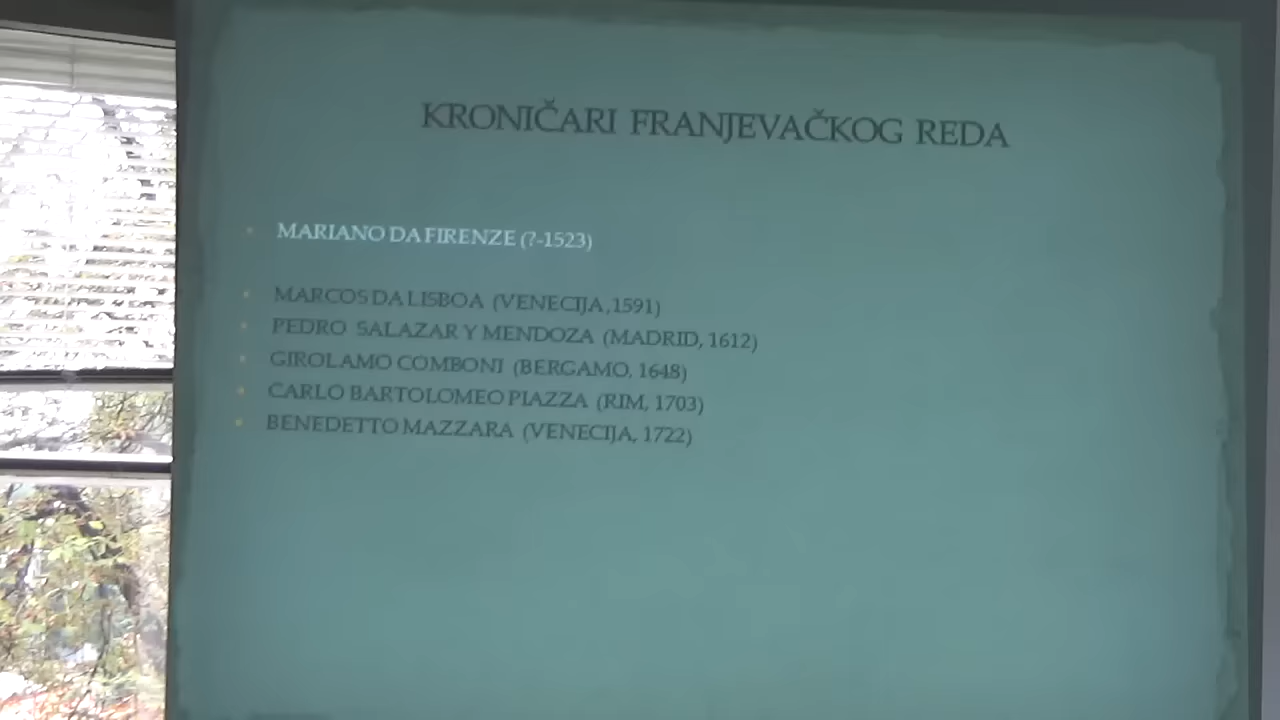 KRONIČARI FRANJEVAČKOG REDA
MARIANO DA FIRENZE (?-1523)
MARCOS DA LISBOA (VENECIJA, 1591)
PEDRO SALAZAR Y MENDOZA (MADRID, 1612)
GIROLAMO COMBONI (BERGAMO, 1648)
CARLO BARTOLOMEO PIAZZA (RIM, 1703)
BENEDETTO MAZZARA (VENECIJA, 1722)